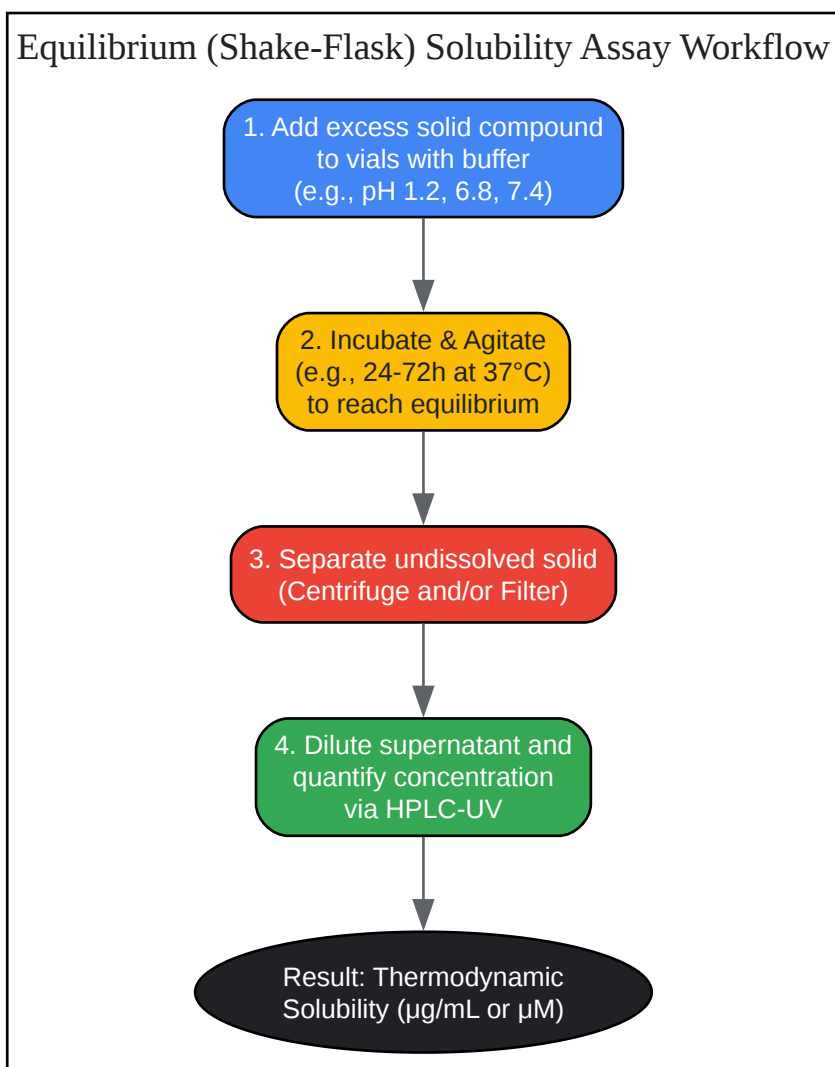 Equilibrium (Shake-Flask) Solubility Assay Workflow
1. Add excess solid compound
to vials with buffer
(e.g., pH 1.2, 6.8, 7.4)
2. Incubate & Agitate
(e.g., 24-72h at 37°C)
to reach equilibrium
3. Separate undissolved solid
(Centrifuge and/or Filter)
4. Dilute supernatant and
quantify concentration
via HPLC-UV
Result: Thermodynamic
Solubility (µg/mL or µM)